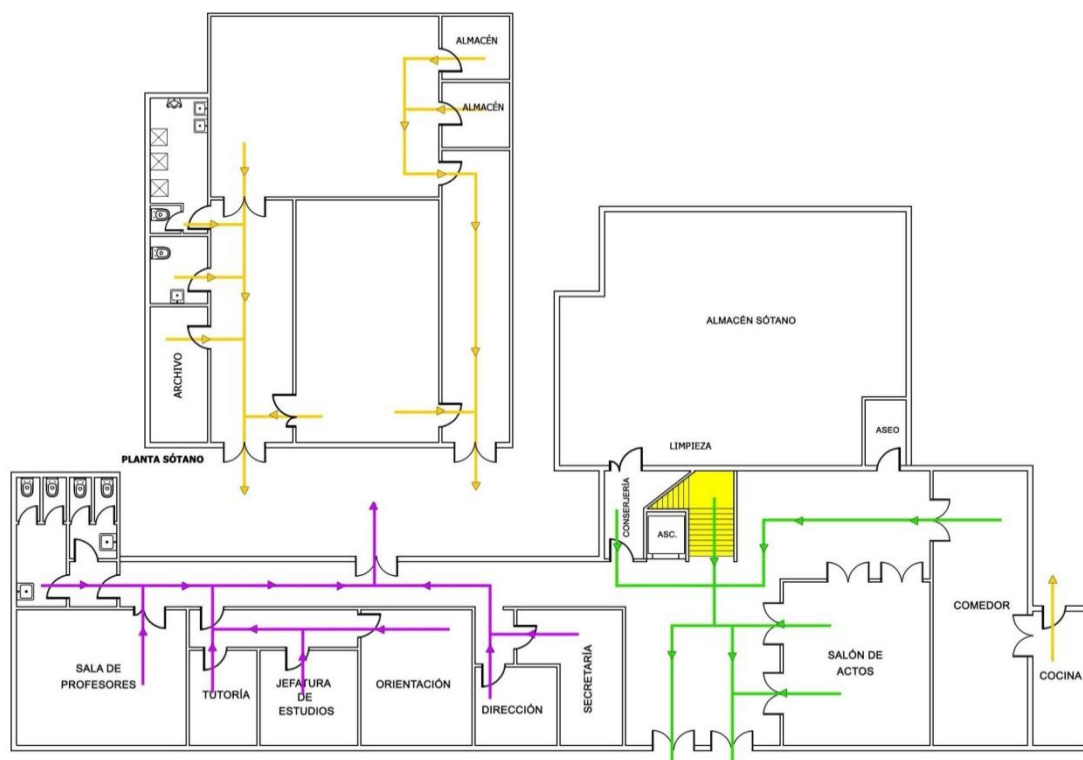 ALMACÉN
ALMACÉN
ARCHIVO
PLANTA SÓTANO
ALMACÉN SÓTANO
ASEO
LIMPIEZA
CONSERJERÍA
ASC.
COMEDOR
SALÓN DE
ACTOS
COCINA
SALA DE
PROFESORES
TUTORÍA
JEFATURA
DE
ESTUDIOS
ORIENTACIÓN
DIRECCIÓN
SECRETARÍA